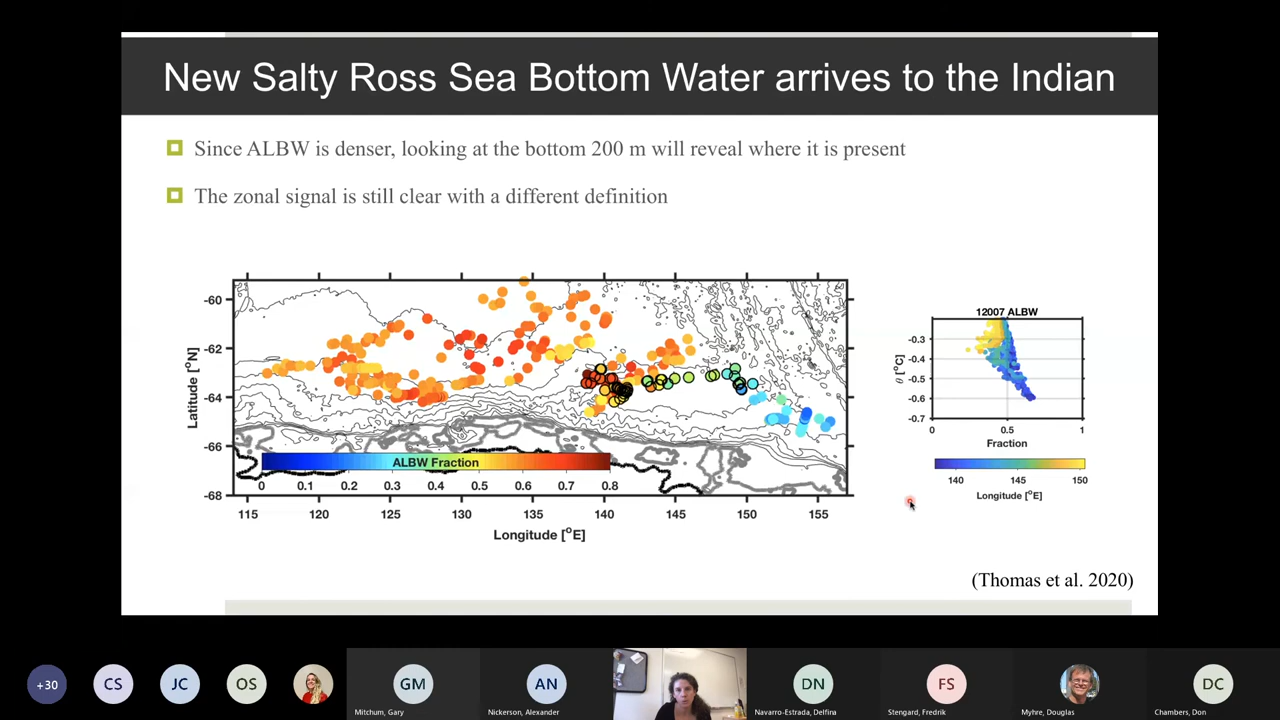 New Salty Ross Sea Bottom Water arrives to the Indian
Since ALBW is denser, looking at the bottom 200 m will reveal where it is present
The zonal signal is still clear with a different definition
-60
-62
-64
-66
-68
Latitude [°N]
ALBW Fraction
0 0.1 0.2 0.3 0.4 0.5 0.6 0.7 0.8
115 120 125 130 135 140 145 150 155
Longitude [°E]
12007 ALBW
-0.3
-0.4
-0.5
-0.6
-0.7
θ [°C]
0 0.5 1
Fraction
140 145 150
Longitude [°E]
(Thomas et al. 2020)
+30 CS JC OS GM AN DN FS DC
Mitchum, Gary
Nickerson, Alexander
Navarro-Estrada, Delfina
Stengard, Fredrik
Myhre, Douglas
Chambers, Don